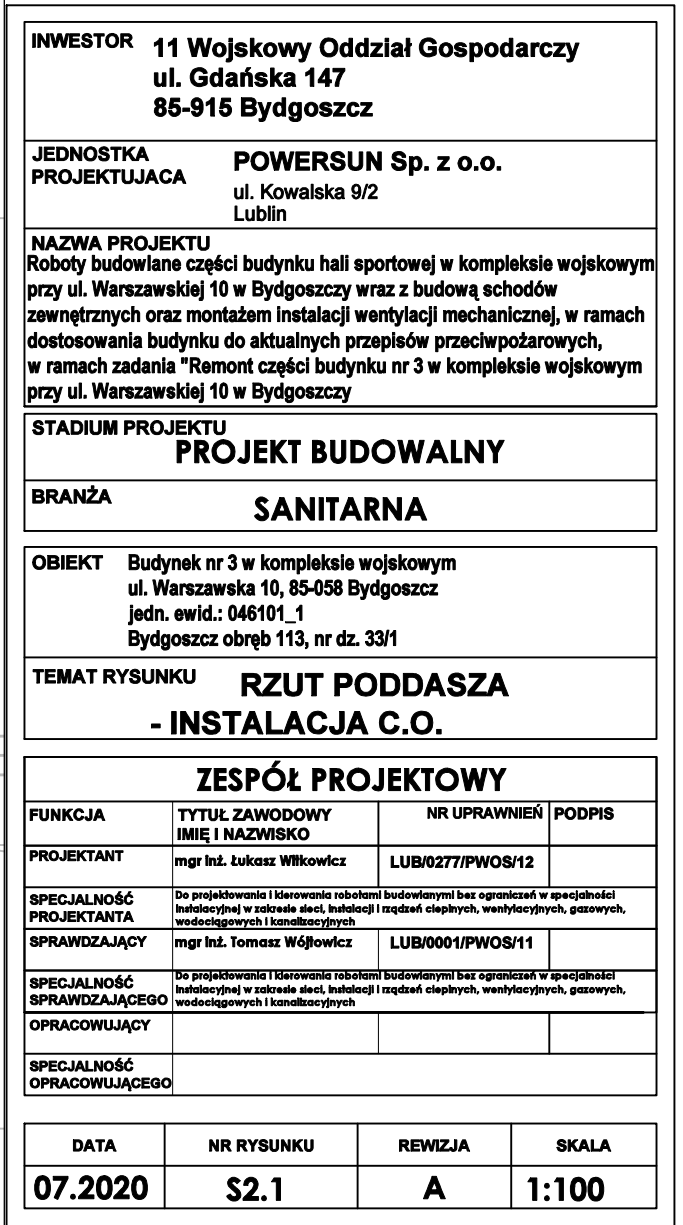 INWESTOR
11 Wojskowy Oddział Gospodarczy
ul. Gdańska 147
85-915 Bydgoszcz
JEDNOSTKA
PROJEKTUJACA
POWERSUN Sp. z o.o.
ul. Kowalska 9/2
Lublin
NAZWA PROJEKTU
Roboty budowlane części budynku hali sportowej w kompleksie wojskowym
przy ul. Warszawskiej 10 w Bydgoszczy wraz z budową schodów
zewnętrznych oraz montażem instalacji wentylacji mechanicznej, w ramach
dostosowania budynku do aktualnych przepisów przeciwpożarowych,
w ramach zadania "Remont części budynku nr 3 w kompleksie wojskowym
przy ul. Warszawskiej 10 w Bydgoszczy
STADIUM PROJEKTU
PROJEKT BUDOWALNY
BRANŻA
SANITARNA
OBIEKT
Budynek nr 3 w kompleksie wojskowym
ul. Warszawska 10, 85-058 Bydgoszcz
jedn. ewid.: 046101_1
Bydgoszcz obręb 113, nr dz. 33/1
TEMAT RYSUNKU
RZUT PODDASZA
- INSTALACJA C.O.
ZESPÓŁ PROJEKTOWY
FUNKCJA
TYTUŁ ZAWODOWY
IMIĘ I NAZWISKO
NR UPRAWNIEŃ
PODPIS
PROJEKTANT
mgr inż. Łukasz Witkowicz
LUB/0277/PWOS/12
SPECJALNOŚĆ
PROJEKTANTA
Do projektowania i kierowania robotami budowlanymi bez ograniczeń w specjalności
instalacyjnej w zakresie sieci, instalacji i rządzeń cieplnych, wentylacyjnych, gazowych,
wodociągowych i kanalizacyjnych
SPRAWDZAJĄCY
mgr inż. Tomasz Wójtowicz
LUB/0001/PWOS/11
SPECJALNOŚĆ
SPRAWDZAJĄCEGO
Do projektowania i kierowania robotami budowlanymi bez ograniczeń w specjalności
instalacyjnej w zakresie sieci, instalacji i rządzeń cieplnych, wentylacyjnych, gazowych,
wodociągowych i kanalizacyjnych
OPRACOWUJĄCY
SPECJALNOŚĆ
OPRACOWUJĄCEGO
DATA
NR RYSUNKU
REWIZJA
SKALA
07.2020
S2.1
A
1:100